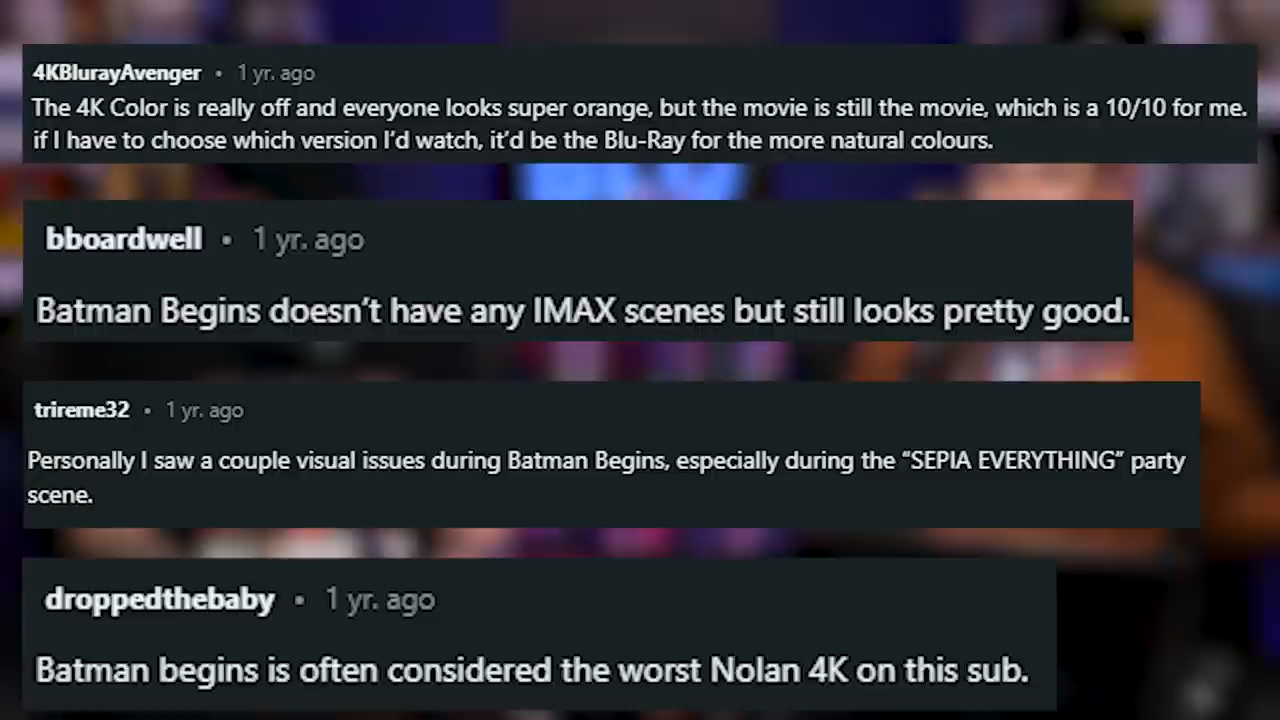 4KBlurayAvenger • 1 yr. ago
The 4K Color is really off and everyone looks super orange, but the movie is still the movie, which is a 10/10 for me.
if I have to choose which version I’d watch, it’d be the Blu-Ray for the more natural colours.
bboardwell • 1 yr. ago
Batman Begins doesn’t have any IMAX scenes but still looks pretty good.
trireme32 • 1 yr. ago
Personally I saw a couple visual issues during Batman Begins, especially during the “SEPIA EVERYTHING” party
scene.
droppedthebaby • 1 yr. ago
Batman begins is often considered the worst Nolan 4K on this sub.